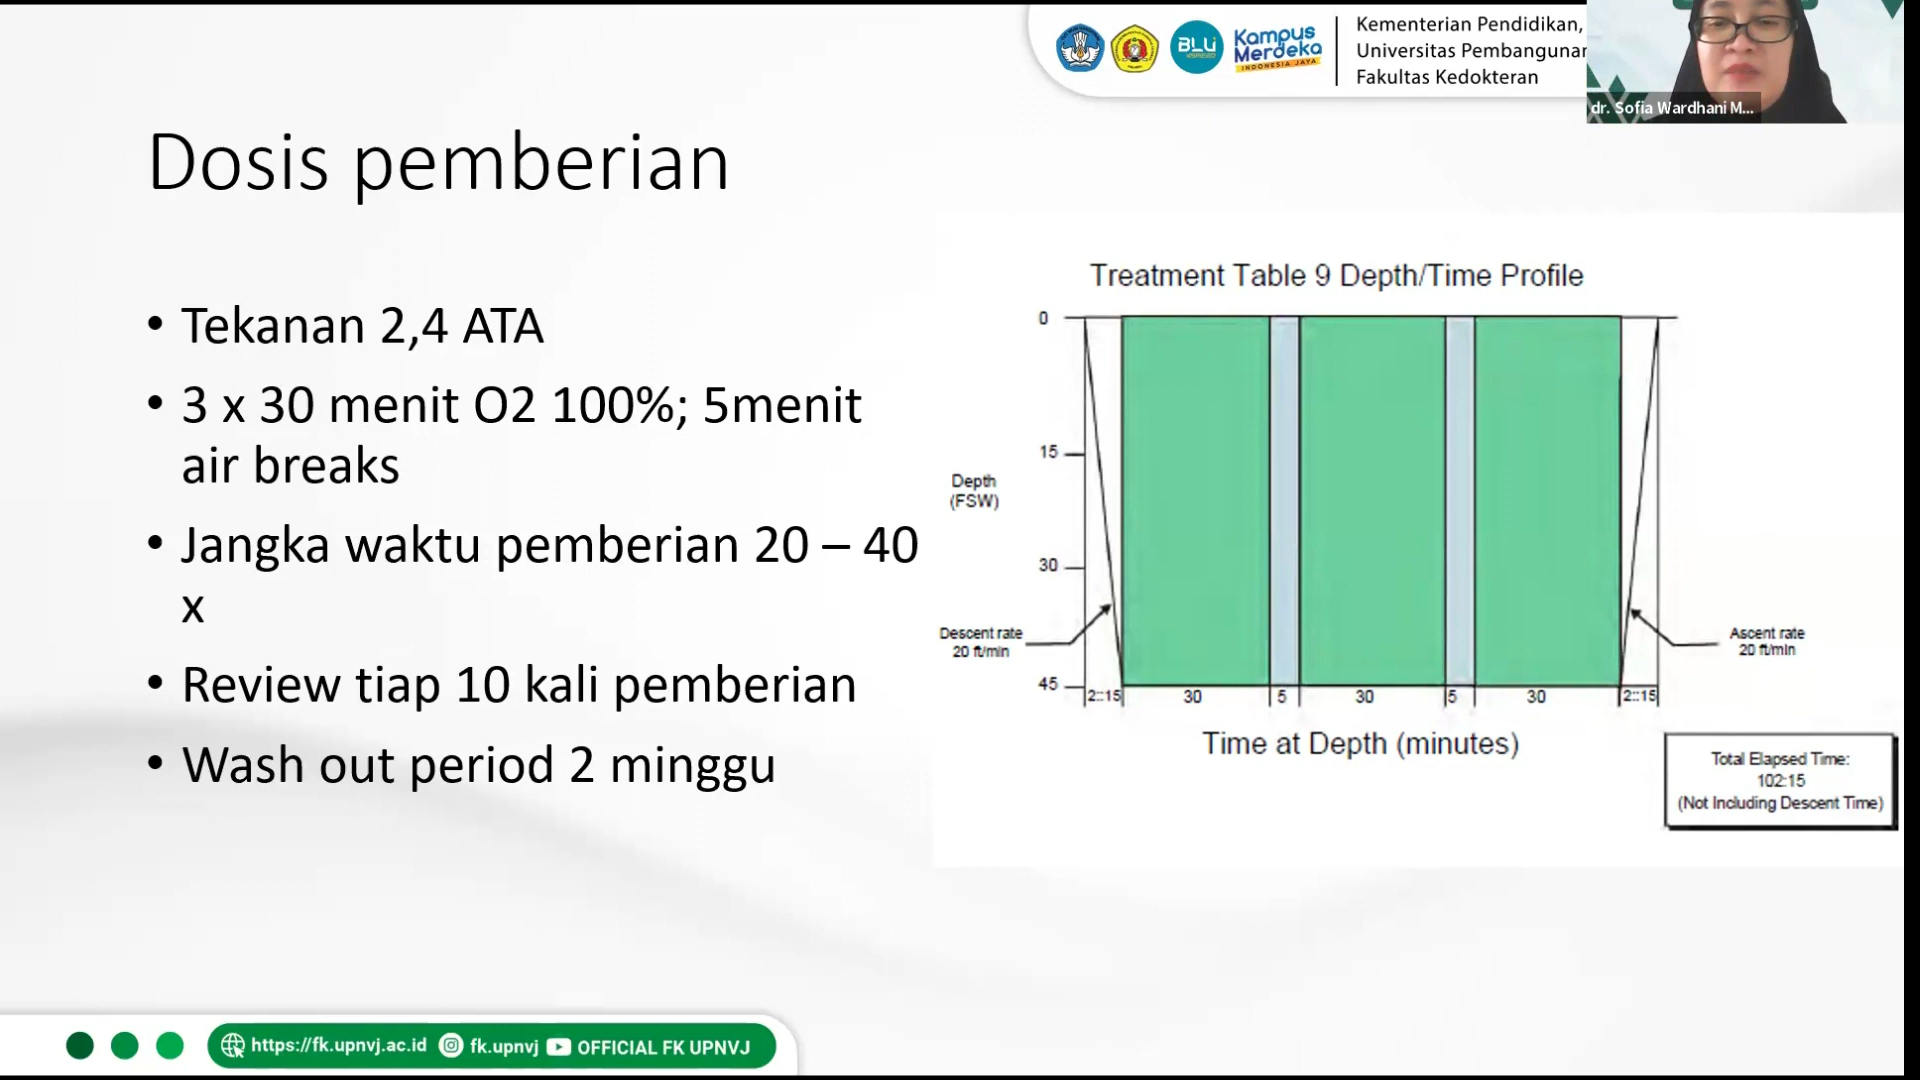 BLU
Kampus
Merdeka
INDONESIA JAYA
Kementerian Pendidikan,
Universitas Pembangunan
Fakultas Kedokteran
dr. Sofia Wardhani M...
Dosis pemberian
• Tekanan 2,4 ATA
• 3 x 30 menit O2 100%; 5menit
air breaks
• Jangka waktu pemberian 20 – 40
x
• Review tiap 10 kali pemberian
• Wash out period 2 minggu
Treatment Table 9 Depth/Time Profile
0
15
Depth
(FSW)
30
Descent rate
20 ft/min
Ascent rate
20 ft/min
45
2::15 30 5 30 5 30 2::15
Time at Depth (minutes)
Total Elapsed Time:
102:15
(Not Including Descent Time)
https://fk.upnvj.ac.id fk.upnvj OFFICIAL FK UPNVJ